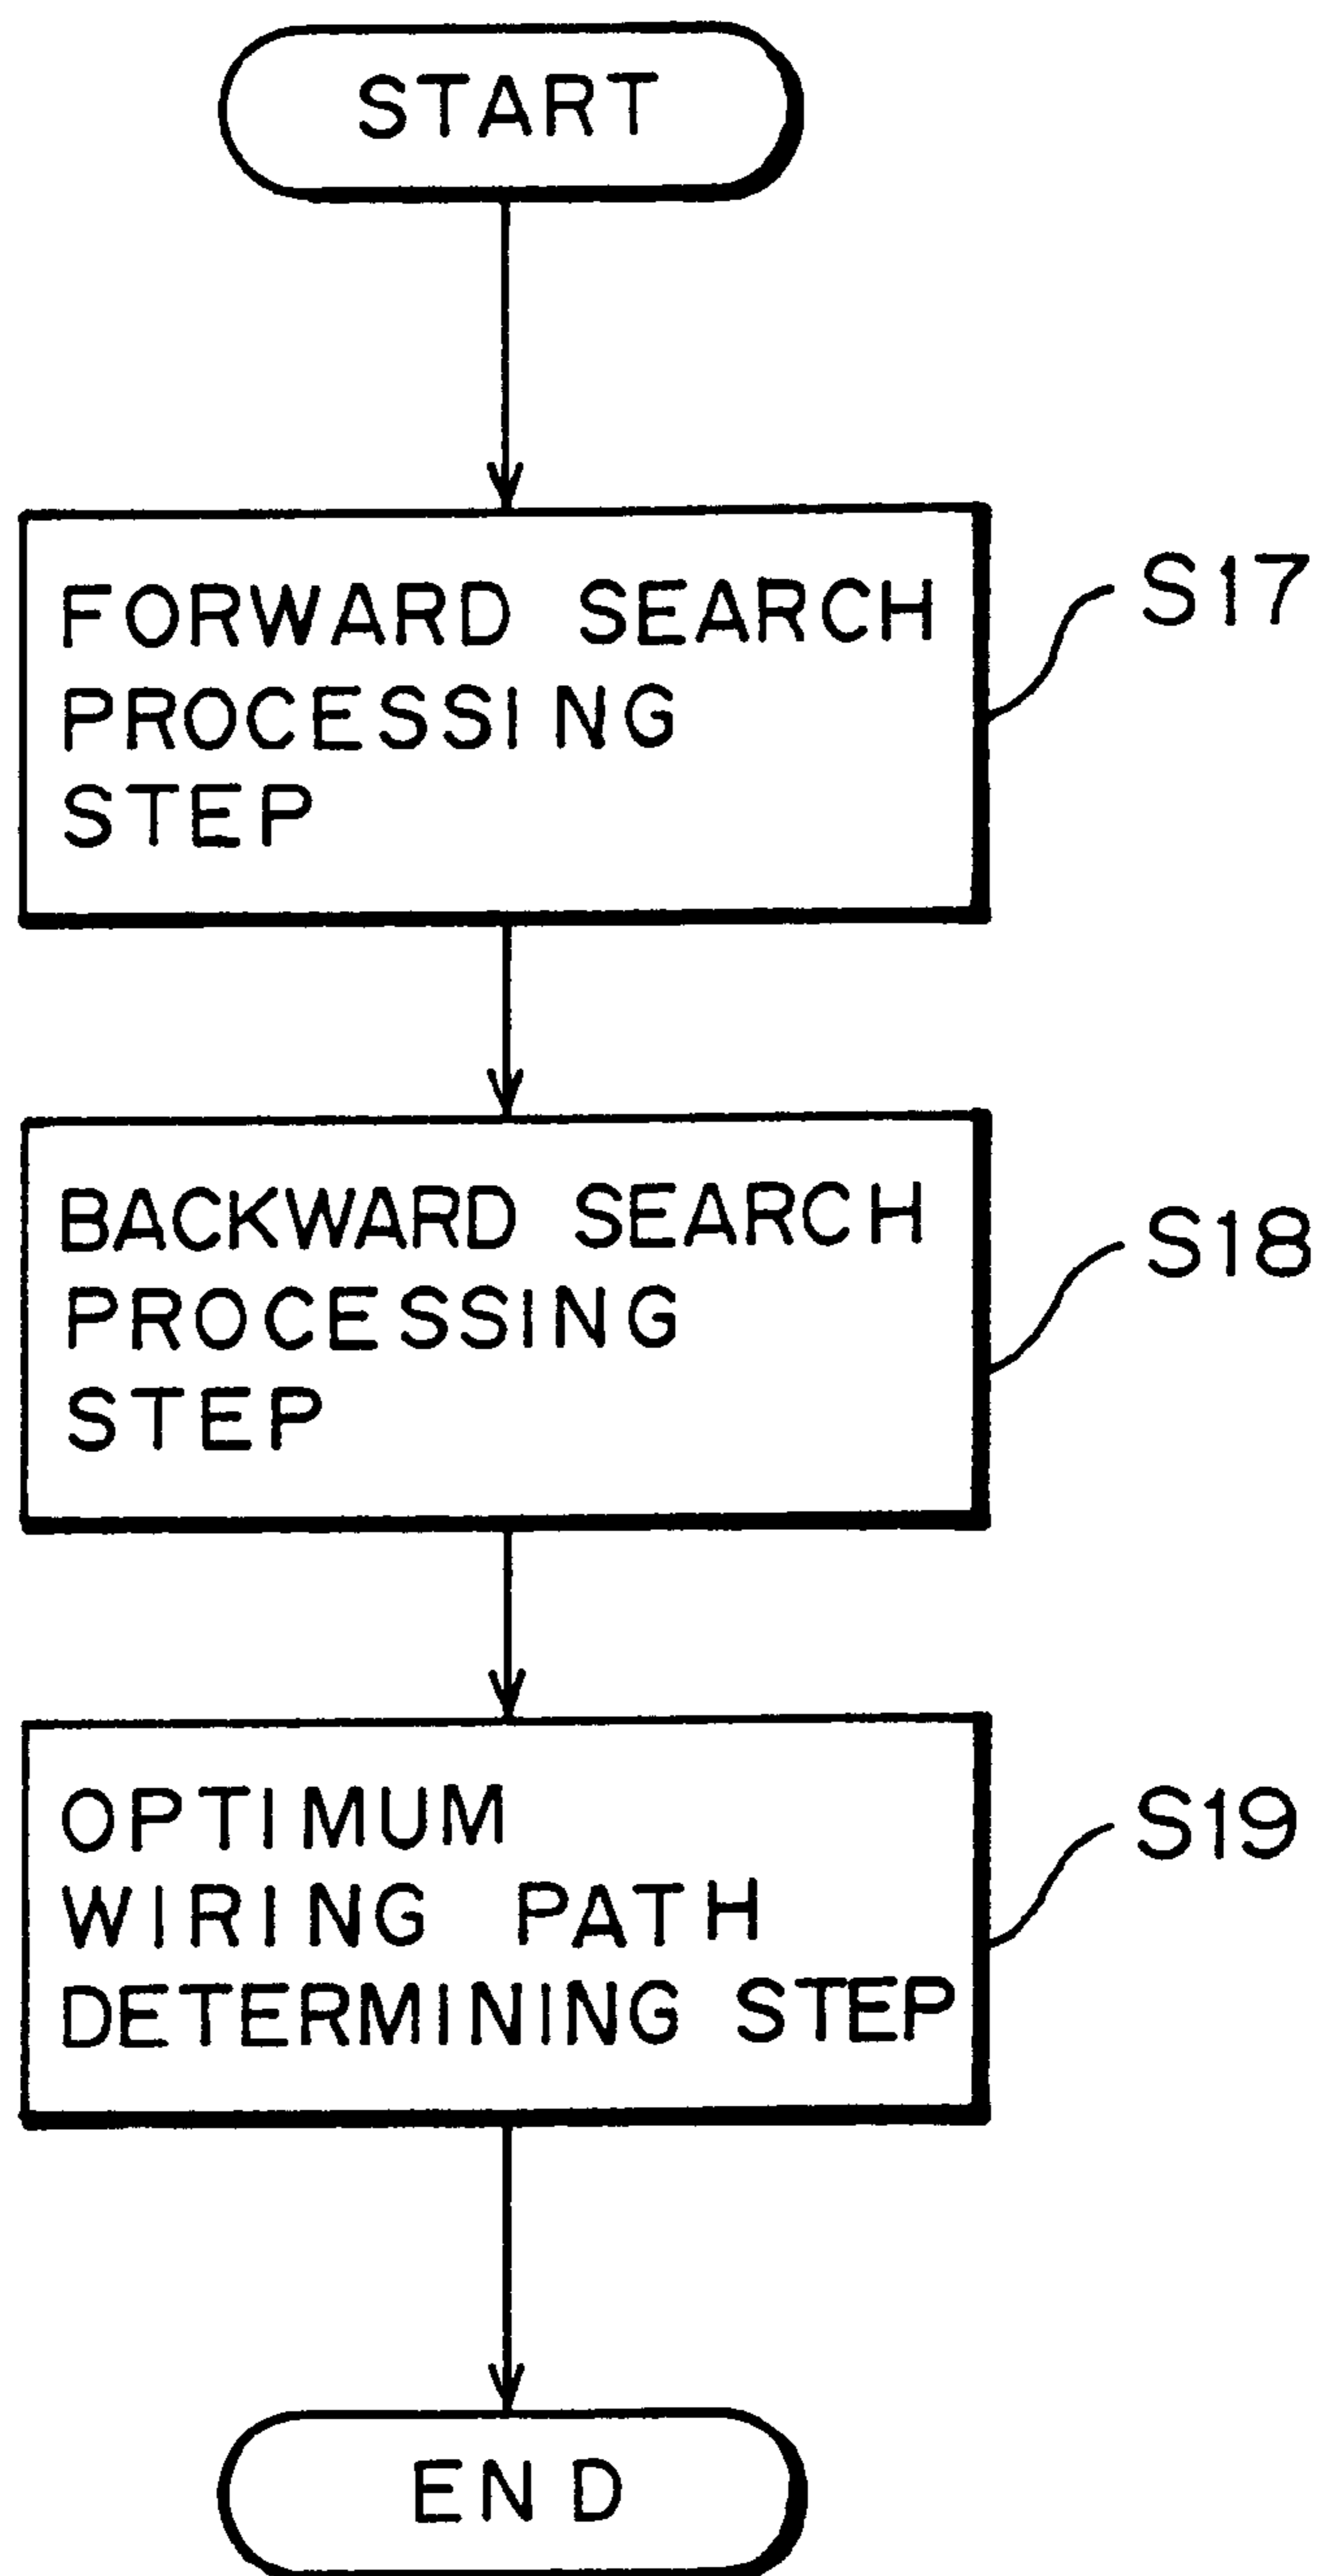 START
FORWARD SEARCH
PROCESSING
STEP
S17
BACKWARD SEARCH
PROCESSING
STEP
S18
OPTIMUM
WIRING PATH
DETERMINING STEP
S19
END